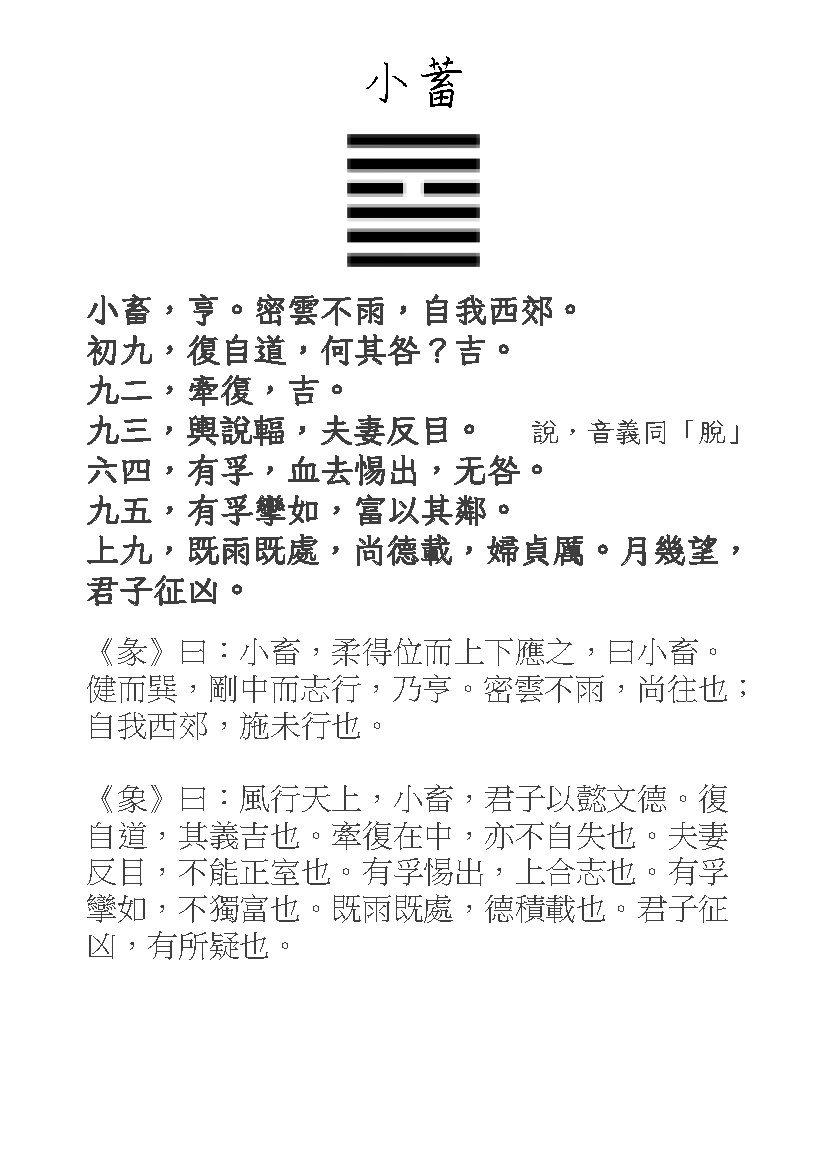 小蓄
小畜，亨。密雲不雨，自我西郊。
初九，復自道，何其咎？吉。
九二，牽復，吉。
九三，輿說輻，夫妻反目。 說，音義同「脫」
六四，有孚，血去惕出，无咎。
九五，有孚攣如，富以其鄰。
上九，既雨既處，尚德載，婦貞厲。月幾望，
君子征凶。
《彖》曰：小畜，柔得位而上下應之，曰小畜。
健而巽，剛中而志行，乃亨。密雲不雨，尚往也；
自我西郊，施未行也。
《象》曰：風行天上，小畜，君子以懿文德。復
自道，其義吉也。牽復在中，亦不自失也。夫妻
反目，不能正室也。有孚惕出，上合志也。有孚
攣如，不獨富也。既雨既處，德積載也。君子征
凶，有所疑也。